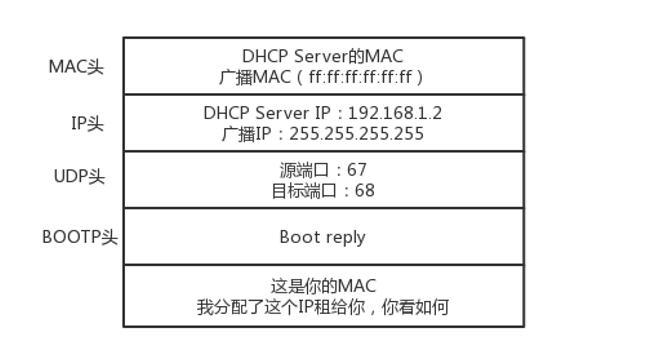 MAC头
DHCP Server的MAC
广播MAC（ff:ff:ff:ff:ff:ff）
IP头
DHCP Server IP：192.168.1.2
广播IP：255.255.255.255
UDP头
源端口：67
目标端口：68
BOOTP头
Boot reply
这是你的MAC
我分配了这个IP租给你，你看如何